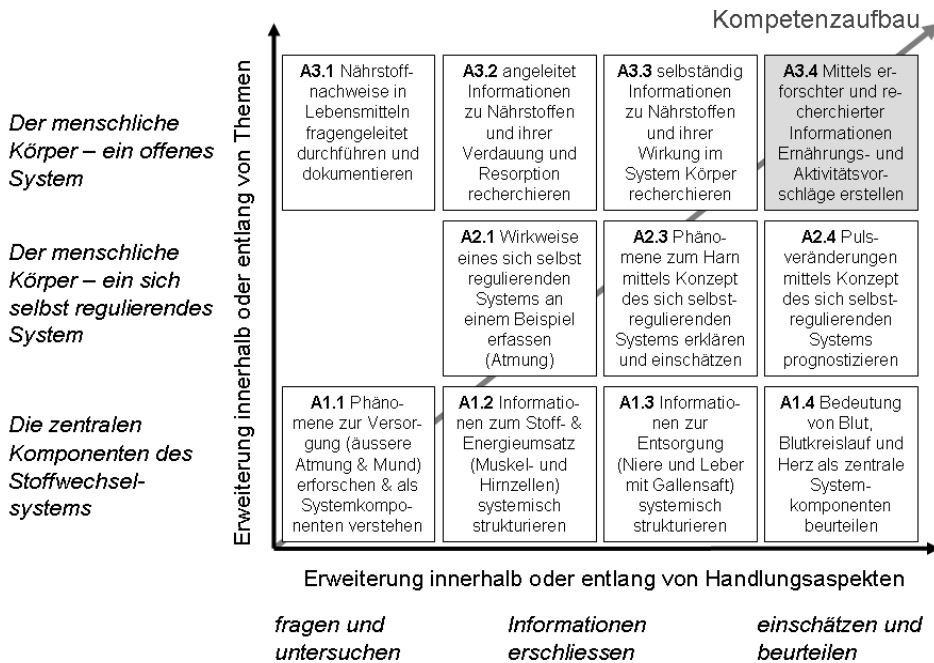 Kompetenzaufbau
Erweiterung innerhalb oder entlang von Themen
Der menschliche
Körper – ein offenes
System
A3.1 Nährstoff-
nachweise in
Lebensmitteln
fragengeleitet
durchführen und
dokumentieren
A3.2 angeleitet
Informationen
zu Nährstoffen
und ihrer
Verdauung und
Resorption
recherchieren
A3.3 selbständig
Informationen
zu Nährstoffen
und ihrer
Wirkung im
System Körper
recherchieren
A3.4 Mittels er-
forschter und re-
cherchierter
Informationen
Ernährungs- und
Aktivitätsvor-
schläge erstellen
Der menschliche
Körper – ein sich
selbst regulierendes
System
A2.1 Wirkweise
eines sich selbst
regulierenden
Systems an
einem Beispiel
erfassen
(Atmung)
A2.3 Phäno-
mene zum Harn
mittels Konzept
des sich selbst-
regulierenden
Systems erklären
und einschätzen
A2.4 Puls-
veränderungen
mittels Konzept
des sich selbst-
regulierenden
Systems
prognostizieren
Die zentralen
Komponenten des
Stoffwechsel-
systems
A1.1 Phäno-
mene zur Versor-
gung (äussere
Atmung & Mund)
erforschen & als
Systemkompo-
nenten verstehen
A1.2 Informatio-
nen zum Stoff- &
Energieumsatz
(Muskel- und
Hirnzellen)
systemisch
strukturieren
A1.3 Informatio-
nen zur
Entsorgung
(Niere und Leber
mit Gallensaft)
systemisch
strukturieren
A1.4 Bedeutung
von Blut,
Blutkreislauf und
Herz als zentrale
System-
komponenten
beurteilen
Erweiterung innerhalb oder entlang von Handlungsaspekten
fragen und
untersuchen
Informationen
erschliessen
einschätzen und
beurteilen